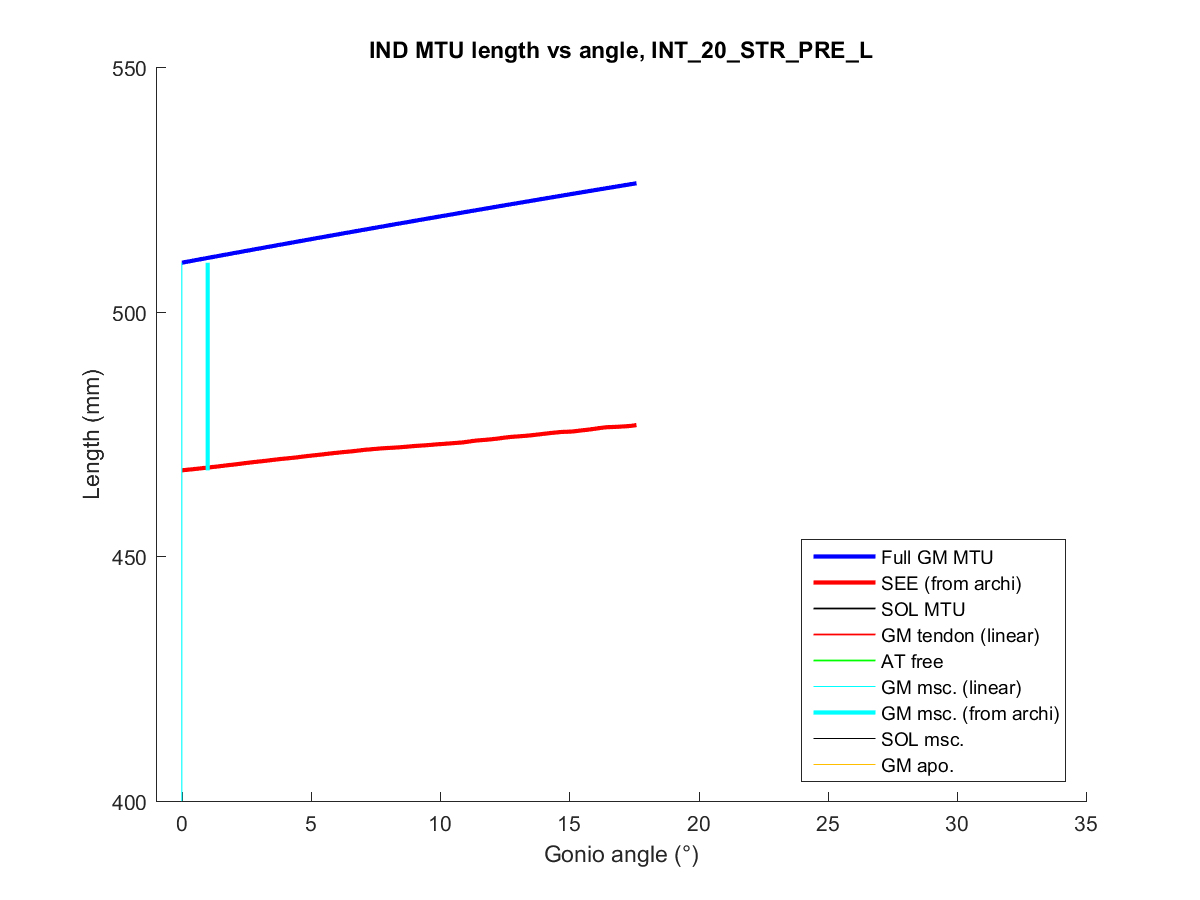 IND MTU length vs angle, INT_20_STR_PRE_L
550
500
450
400
Length (mm)
0 5 10 15 20 25 30 35
Gonio angle (°)
Full GM MTU
SEE (from archi)
SOL MTU
GM tendon (linear)
AT free
GM msc. (linear)
GM msc. (from archi)
SOL msc.
GM apo.